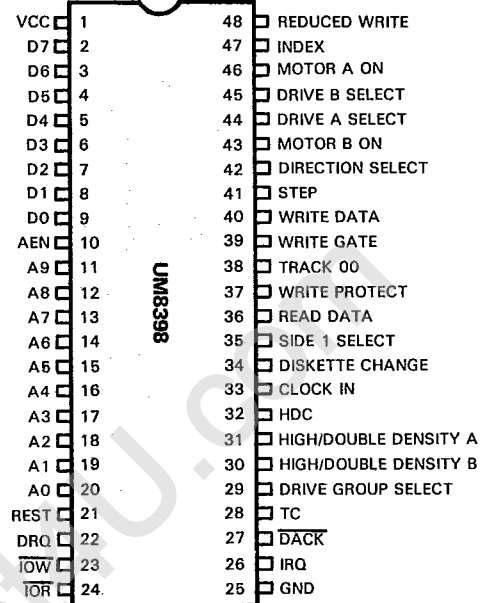 VCC 1 48 REDUCED WRITE
D7 2 47 INDEX
D6 3 46 MOTOR A ON
D5 4 45 DRIVE B SELECT
D4 5 44 DRIVE A SELECT
D3 6 43 MOTOR B ON
D2 7 42 DIRECTION SELECT
D1 8 41 STEP
D0 9 40 WRITE DATA
AEN 10 39 WRITE GATE
A9 11 38 TRACK 00
A8 12 37 WRITE PROTECT
A7 13 36 READ DATA
A6 14 35 SIDE 1 SELECT
A5 15 34 DISKETTE CHANGE
A4 16 33 CLOCK IN
A3 17 32 HDC
A2 18 31 HIGH/DOUBLE DENSITY A
A1 19 30 HIGH/DOUBLE DENSITY B
A0 20 29 DRIVE GROUP SELECT
REST 21 28 TC
DRQ 22 27 DACK
IOW 23 26 IRQ
IOR 24. 25 GND
UM8398
4U.com